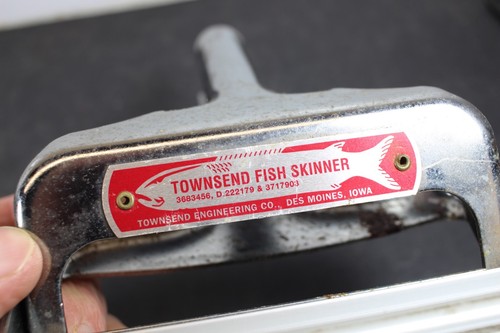 TOWNSEND FISH SKINNER
3683456, D.222179 & 3717903
TOWNSEND ENGINEERING CO., DES MOINES, IOWA